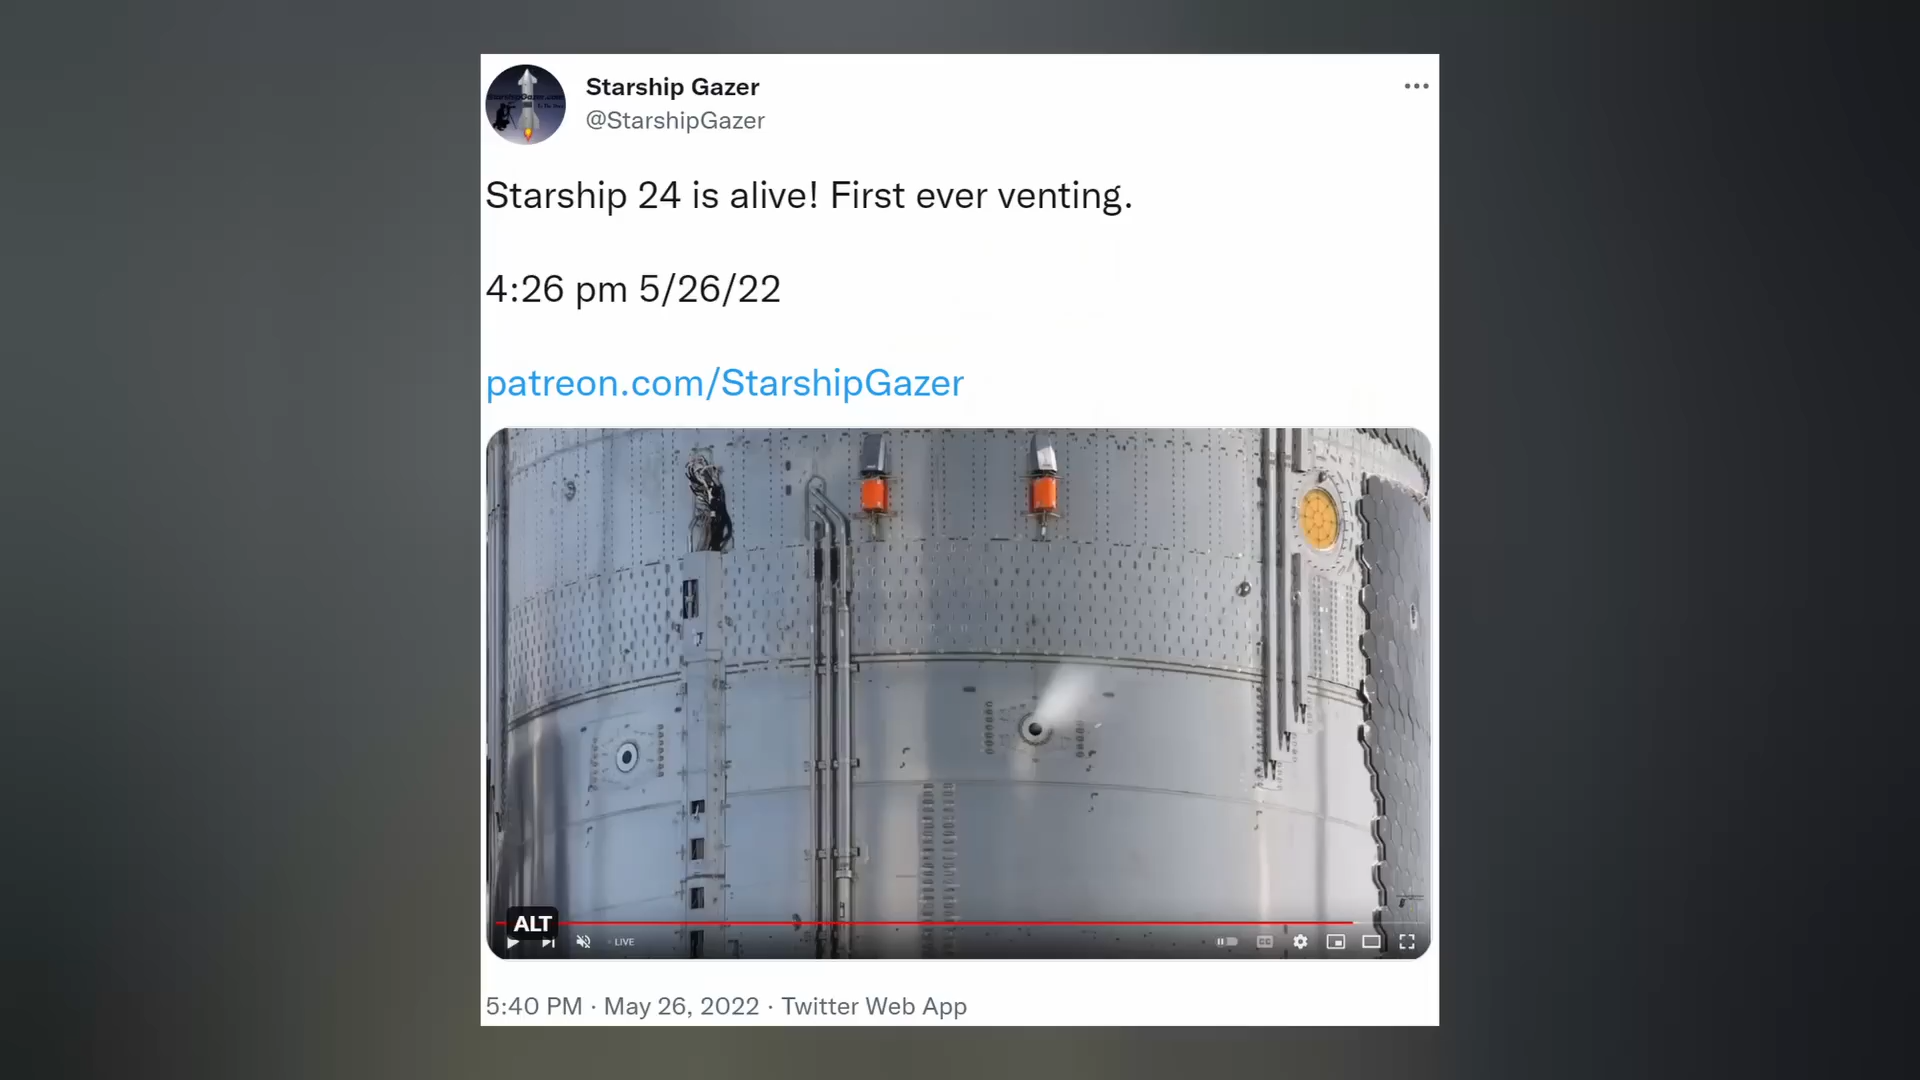 Starship Gazer
@StarshipGazer
Starship 24 is alive! First ever venting.
4:26 pm 5/26/22
patreon.com/StarshipGazer
ALT
LIVE
CC
5:40 PM · May 26, 2022 · Twitter Web App